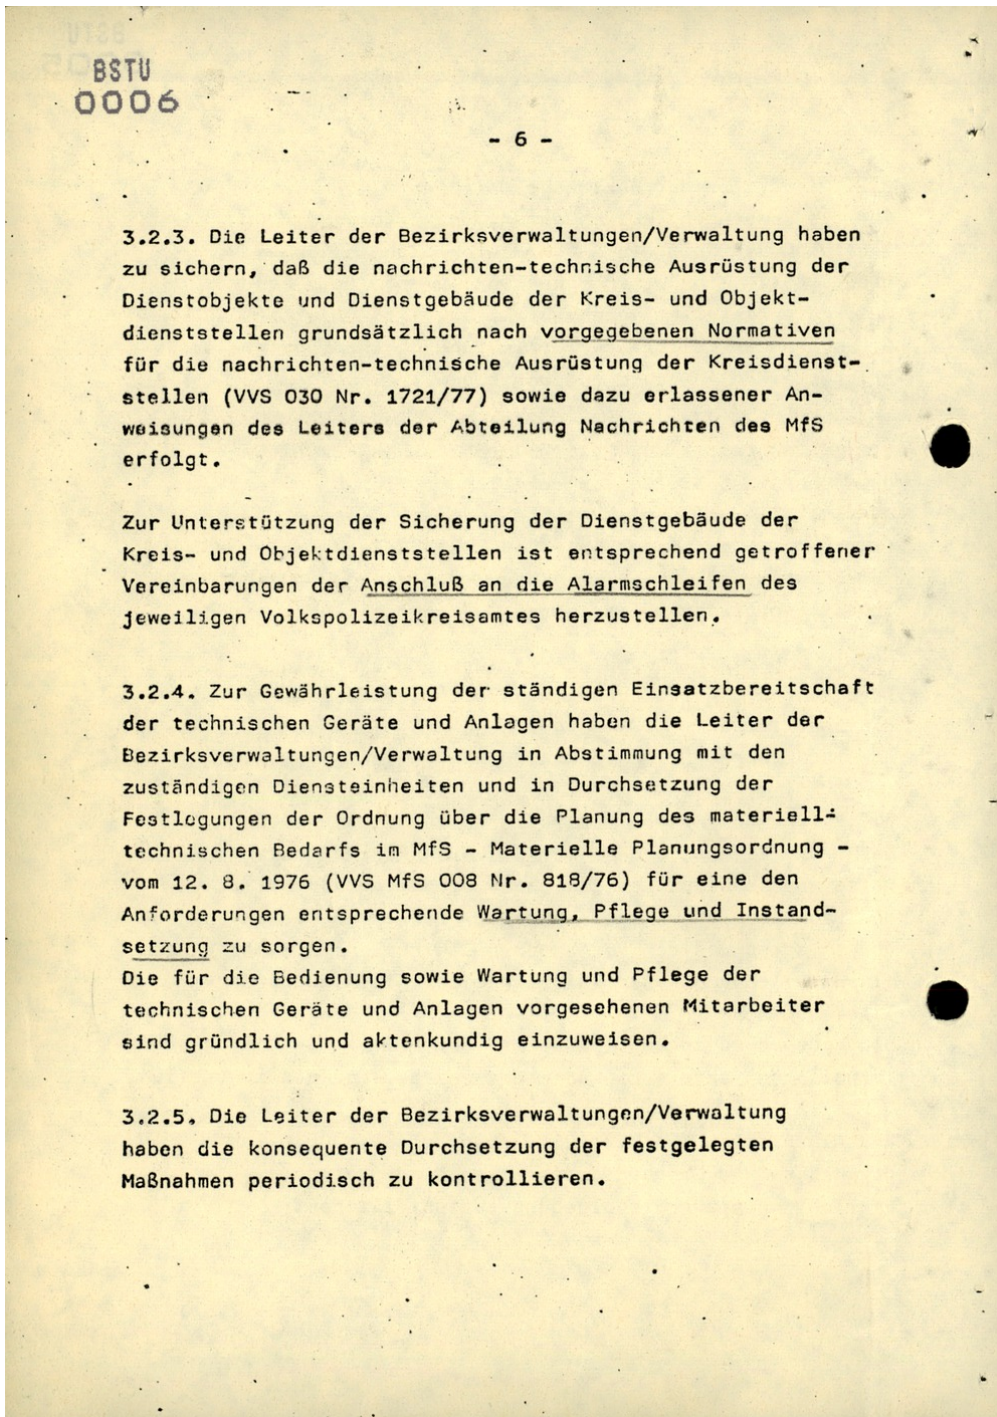 BSTU
0006
- 6 -
3.2.3. Die Leiter der Bezirksverwaltungen/Verwaltung haben
zu sichern, daß die nachrichten-technische Ausrüstung der
Dienstobjekte und Dienstgebäude der Kreis- und Objekt-
dienststellen grundsätzlich nach vorgegebenen Normativen
für die nachrichten-technische Ausrüstung der Kreisdienst-
stellen (VVS 030 Nr. 1721/77) sowie dazu erlassener An-
weisungen des Leiters der Abteilung Nachrichten des MfS
erfolgt.
Zur Unterstützung der Sicherung der Dienstgebäude der
Kreis- und Objektdienststellen ist entsprechend getroffener
Vereinbarungen der Anschluß an die Alarmschleifen des
jeweiligen Volkspolizeikreisamtes herzustellen.
3.2.4. Zur Gewährleistung der ständigen Einsatzbereitschaft
der technischen Geräte und Anlagen haben die Leiter der
Bezirksverwaltungen/Verwaltung in Abstimmung mit den
zuständigen Diensteinheiten und in Durchsetzung der
Festlegungen der Ordnung über die Planung des materiell-
technischen Bedarfs im MfS - Materielle Planungsordnung -
vom 12. 8. 1976 (VVS MfS 008 Nr. 818/76) für eine den
Anforderungen entsprechende Wartung, Pflege und Instand-
setzung zu sorgen.
Die für die Bedienung sowie Wartung und Pflege der
technischen Geräte und Anlagen vorgesehenen Mitarbeiter
sind gründlich und aktenkundig einzuweisen.
3.2.5. Die Leiter der Bezirksverwaltungen/Verwaltung
haben die konsequente Durchsetzung der festgelegten
Maßnahmen periodisch zu kontrollieren.